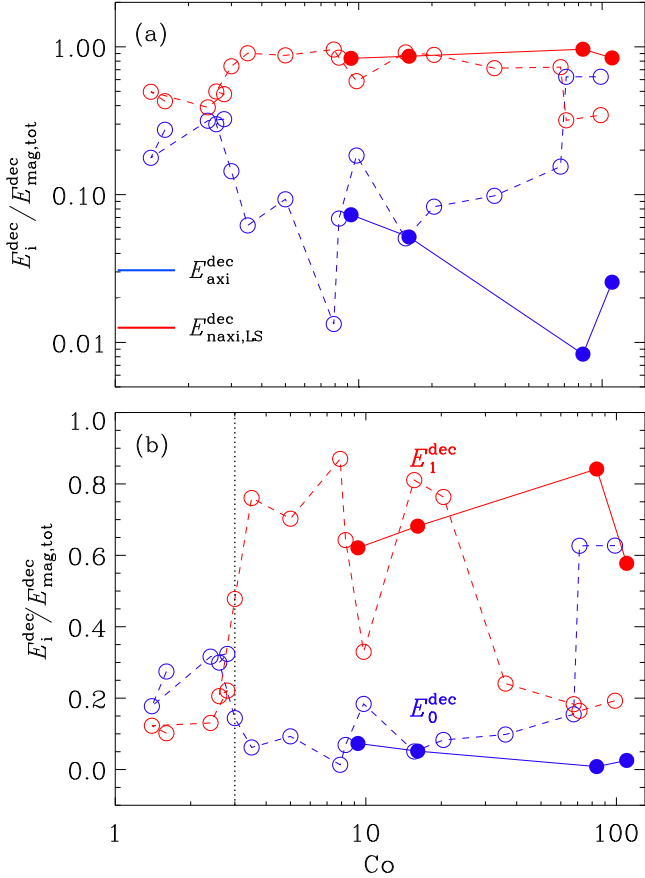 (a)
1.00
0.10
0.01
E_i^dec / E_mag,tot^dec
E_axi^dec
E_naxi,LS^dec
(b)
1.0
0.8
0.6
0.4
0.2
0.0
E_i^dec/E_mag,tot^dec
E_1^dec
E_0^dec
1 10 100
Co